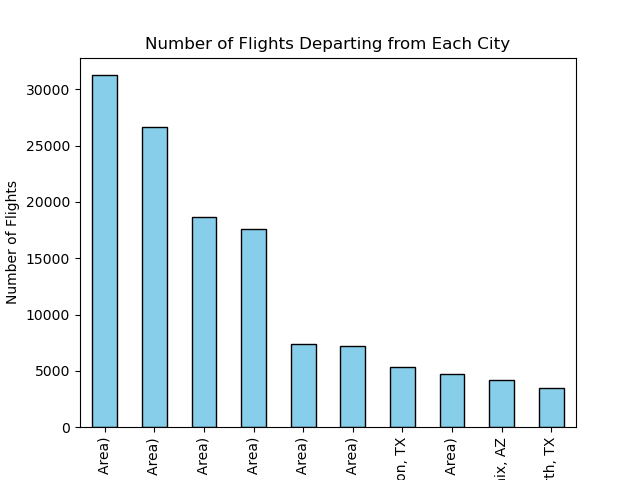 Number of Flights Departing from Each City
Number of Flights
30000
25000
20000
15000
10000
5000
0
Area)
Area)
Area)
Area)
Area)
Area)
on, TX
Area)
ix, AZ
th, TX